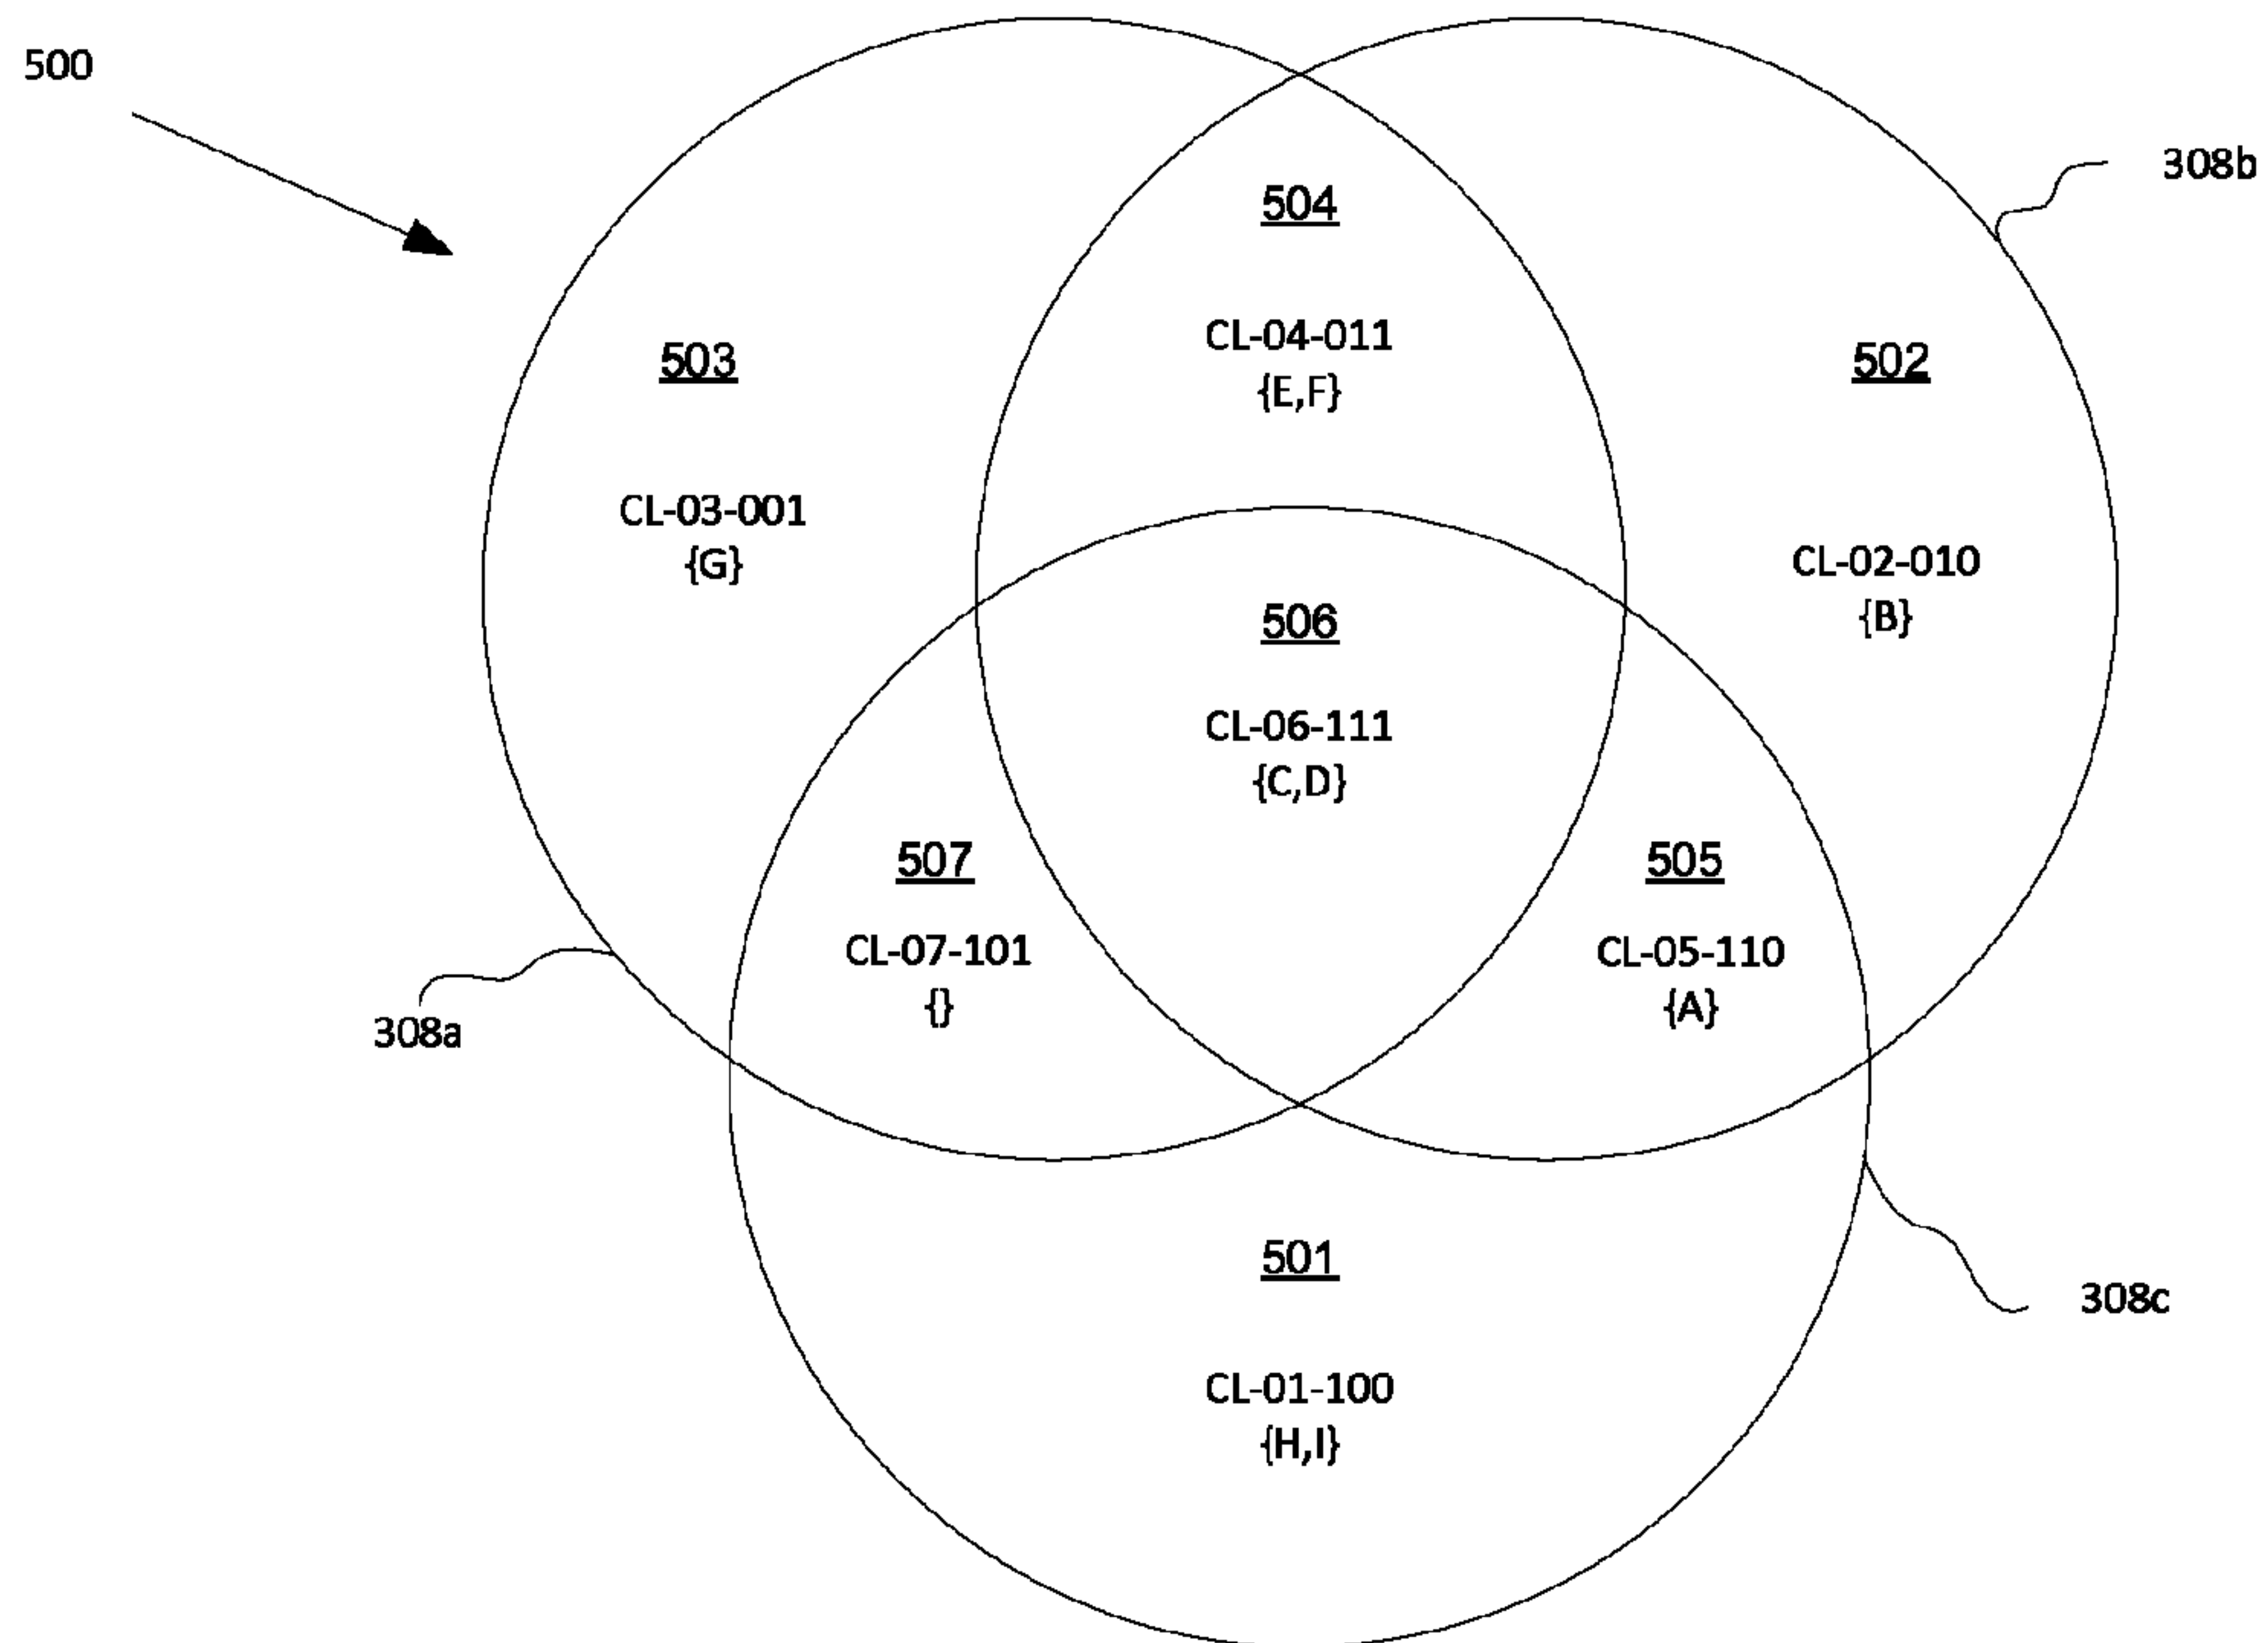 500
308b
504
CL-04-011
{E,F}
503
CL-03-001
{G}
502
CL-02-010
{B}
506
CL-06-111
{C,D}
507
CL-07-101
{}
505
CL-05-110
{A}
308a
501
CL-01-100
{H,I}
308c